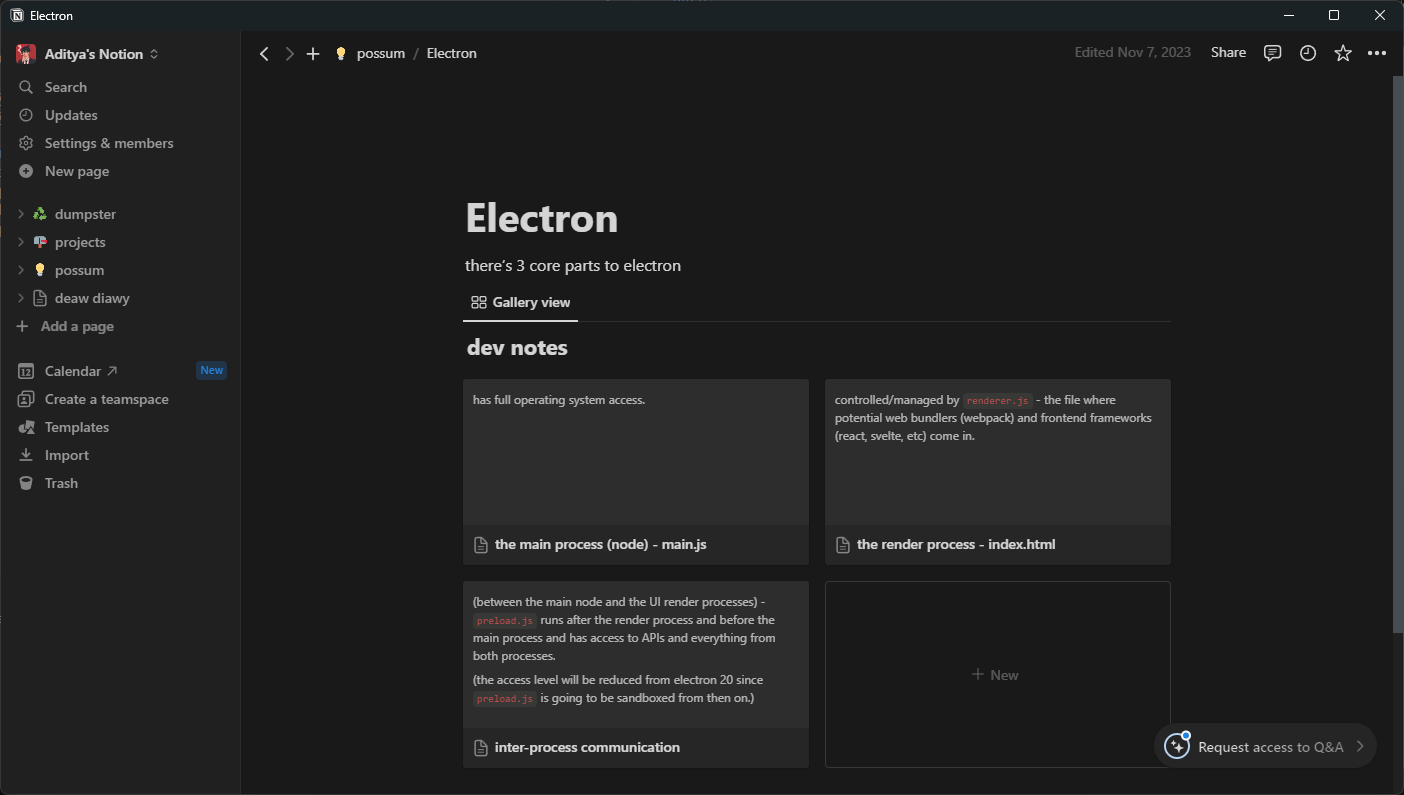 Electron
Aditya's Notion
Search
Updates
Settings & members
New page
dumpster
projects
possum
deaw diawy
Add a page
Calendar ↗ New
Create a teamspace
Templates
Import
Trash
possum / Electron
Edited Nov 7, 2023 Share
Electron
there's 3 core parts to electron
Gallery view
dev notes
has full operating system access.
the main process (node) - main.js
controlled/managed by renderer.js - the file where
potential web bundlers (webpack) and frontend frameworks
(react, svelte, etc) come in.
the render process - index.html
(between the main node and the UI render processes) -
preload.js runs after the render process and before the
main process and has access to APIs and everything from
both processes.
(the access level will be reduced from electron 20 since
preload.js is going to be sandboxed from then on.)
inter-process communication
+ New
Request access to Q&A